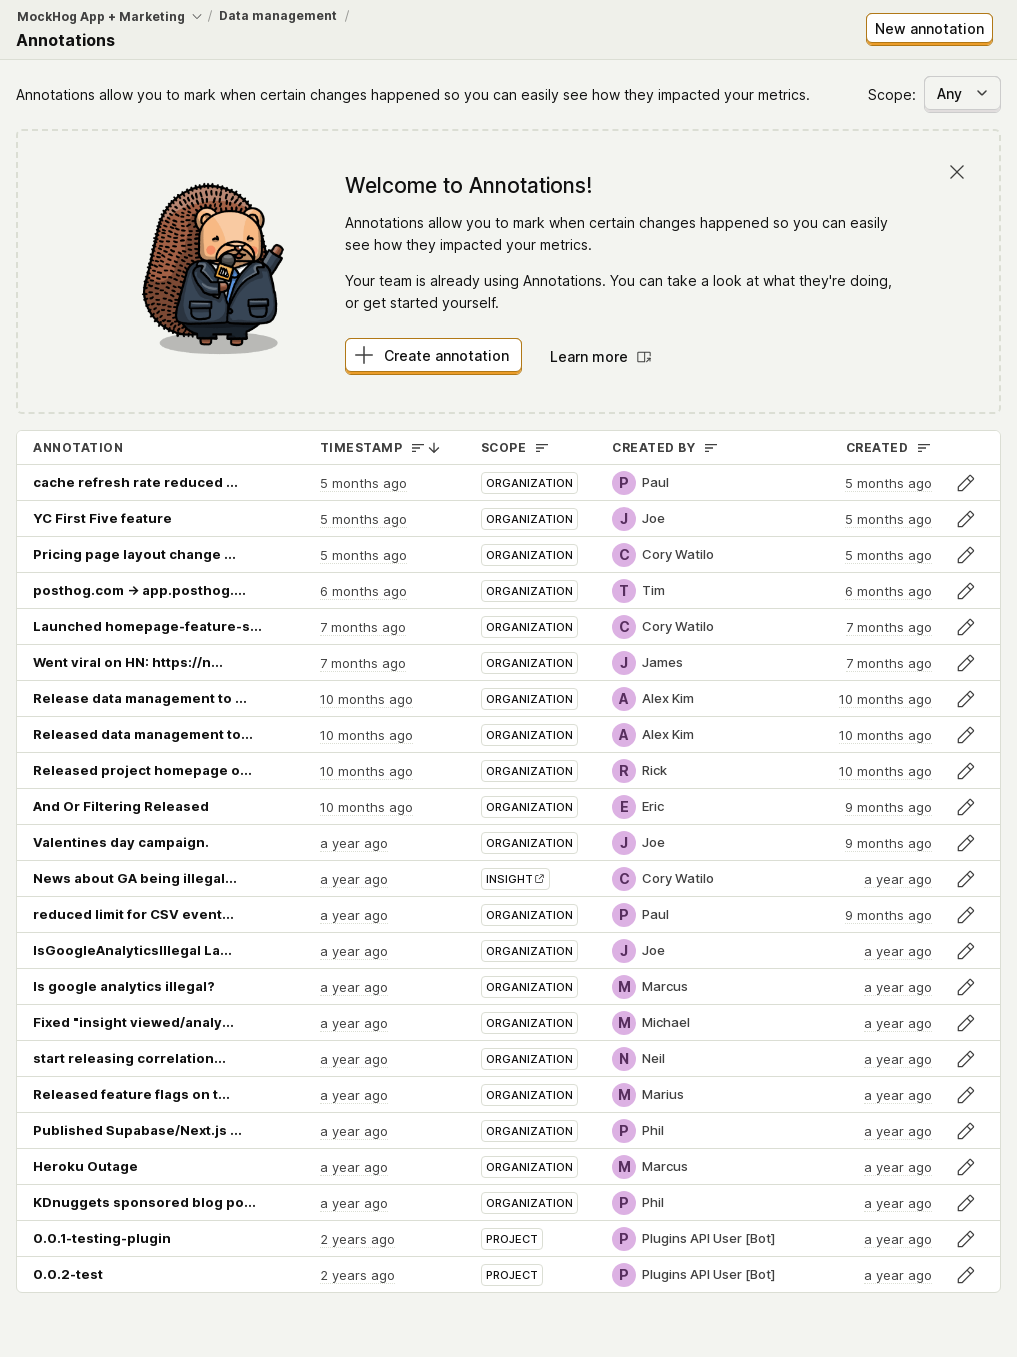 MockHog App + Marketing / Data management /
Annotations
New annotation
Annotations allow you to mark when certain changes happened so you can easily see how they impacted your metrics.
Scope: Any
Welcome to Annotations!
Annotations allow you to mark when certain changes happened so you can easily
see how they impacted your metrics.
Your team is already using Annotations. You can take a look at what they're doing,
or get started yourself.
Create annotation Learn more
ANNOTATION TIMESTAMP SCOPE CREATED BY CREATED
cache refresh rate reduced ... 5 months ago ORGANIZATION P Paul 5 months ago
YC First Five feature 5 months ago ORGANIZATION J Joe 5 months ago
Pricing page layout change ... 5 months ago ORGANIZATION C Cory Watilo 5 months ago
posthog.com → app.posthog.... 6 months ago ORGANIZATION T Tim 6 months ago
Launched homepage-feature-s... 7 months ago ORGANIZATION C Cory Watilo 7 months ago
Went viral on HN: https://n... 7 months ago ORGANIZATION J James 7 months ago
Release data management to ... 10 months ago ORGANIZATION A Alex Kim 10 months ago
Released data management to... 10 months ago ORGANIZATION A Alex Kim 10 months ago
Released project homepage o... 10 months ago ORGANIZATION R Rick 10 months ago
And Or Filtering Released 10 months ago ORGANIZATION E Eric 9 months ago
Valentines day campaign. a year ago ORGANIZATION J Joe 9 months ago
News about GA being illegal... a year ago INSIGHT C Cory Watilo a year ago
reduced limit for CSV event... a year ago ORGANIZATION P Paul 9 months ago
IsGoogleAnalyticsIllegal La... a year ago ORGANIZATION J Joe a year ago
Is google analytics illegal? a year ago ORGANIZATION M Marcus a year ago
Fixed "insight viewed/analy... a year ago ORGANIZATION M Michael a year ago
start releasing correlation... a year ago ORGANIZATION N Neil a year ago
Released feature flags on t... a year ago ORGANIZATION M Marius a year ago
Published Supabase/Next.js ... a year ago ORGANIZATION P Phil a year ago
Heroku Outage a year ago ORGANIZATION M Marcus a year ago
KDnuggets sponsored blog po... a year ago ORGANIZATION P Phil a year ago
0.0.1-testing-plugin 2 years ago PROJECT P Plugins API User [Bot] a year ago
0.0.2-test 2 years ago PROJECT P Plugins API User [Bot] a year ago